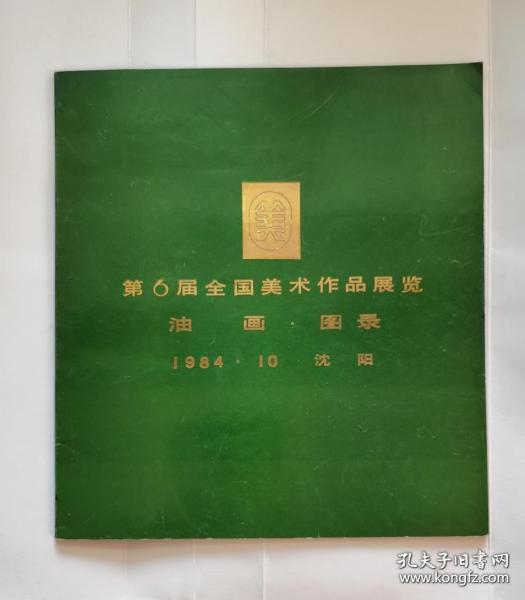 美
第6届全国美术作品展览
油画·图录
1984·10 沈阳
孔夫子旧书网
www.kongfz.com